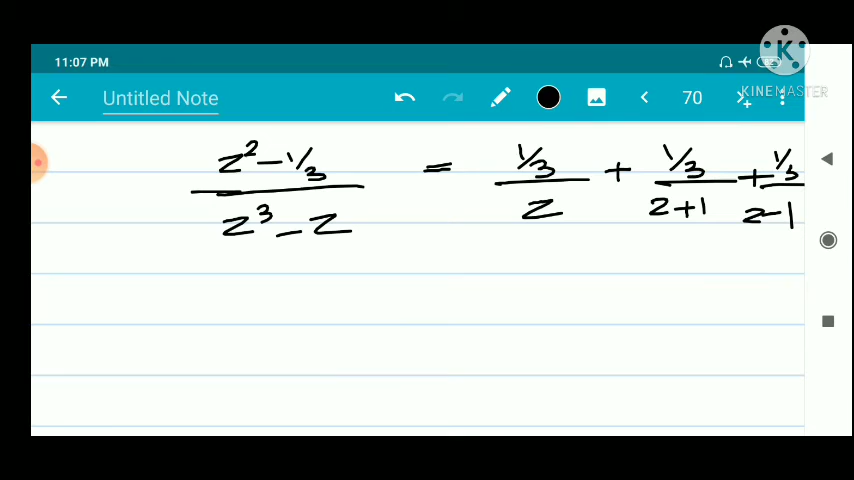 11:07 PM
82
K
KINEMASTER
Untitled Note
70
z² - 1/3 / z³ - z = 1/3 / z + 1/3 / z+1 + 1/3 / z-1